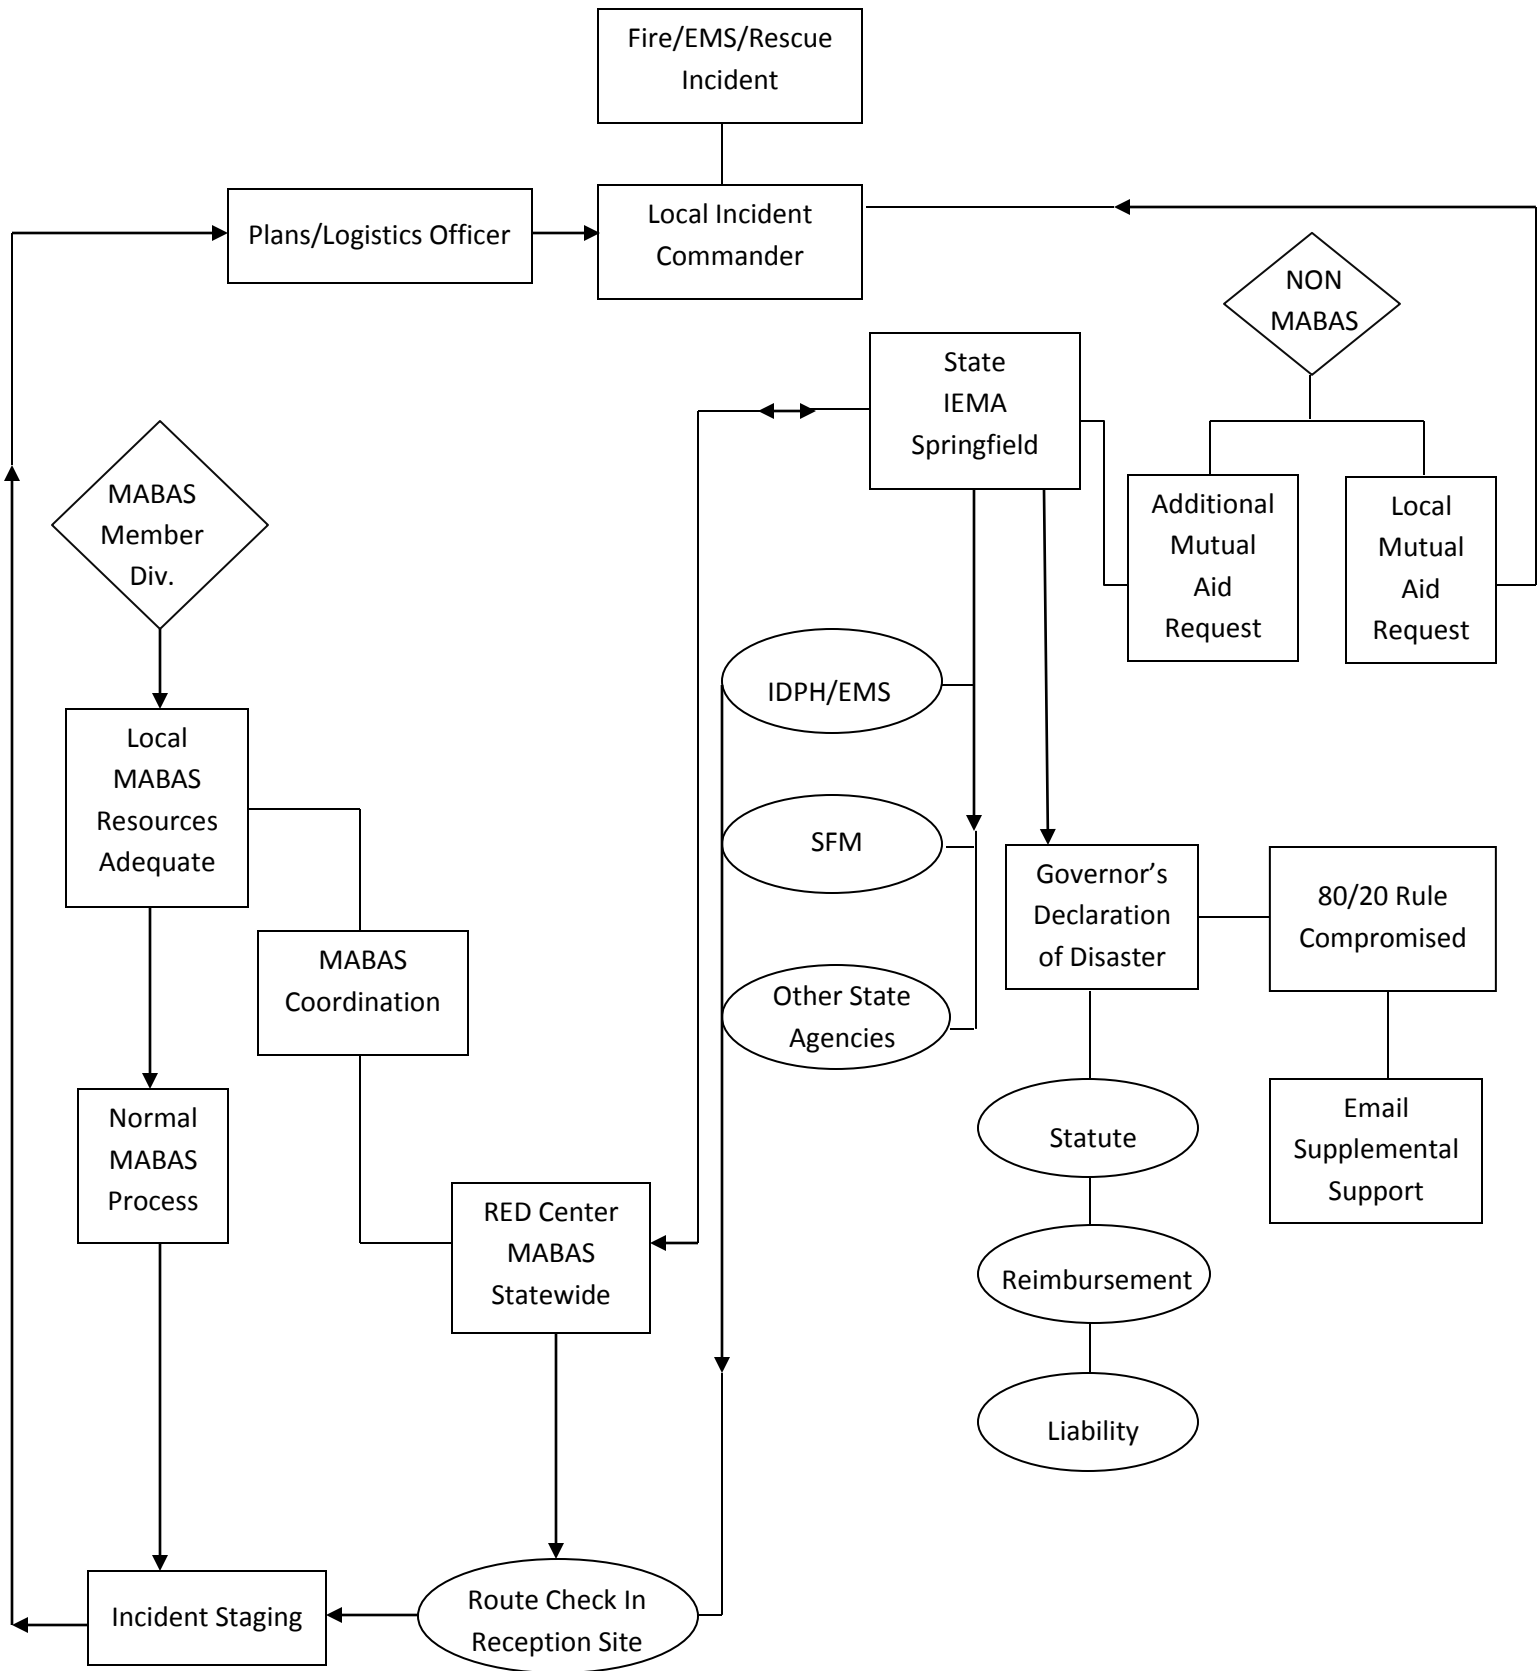 Fire/EMS/Rescue
Incident
Plans/Logistics Officer
Local Incident
Commander
NON
MABAS
State
IEMA
Springfield
MABAS
Member
Div.
Additional
Mutual
Aid
Request
Local
Mutual
Aid
Request
IDPH/EMS
Local
MABAS
Resources
Adequate
SFM
Governor’s
Declaration
of Disaster
80/20 Rule
Compromised
MABAS
Coordination
Other State
Agencies
Normal
MABAS
Process
Statute
Email
Supplemental
Support
RED Center
MABAS
Statewide
Reimbursement
Liability
Incident Staging
Route Check In
Reception Site